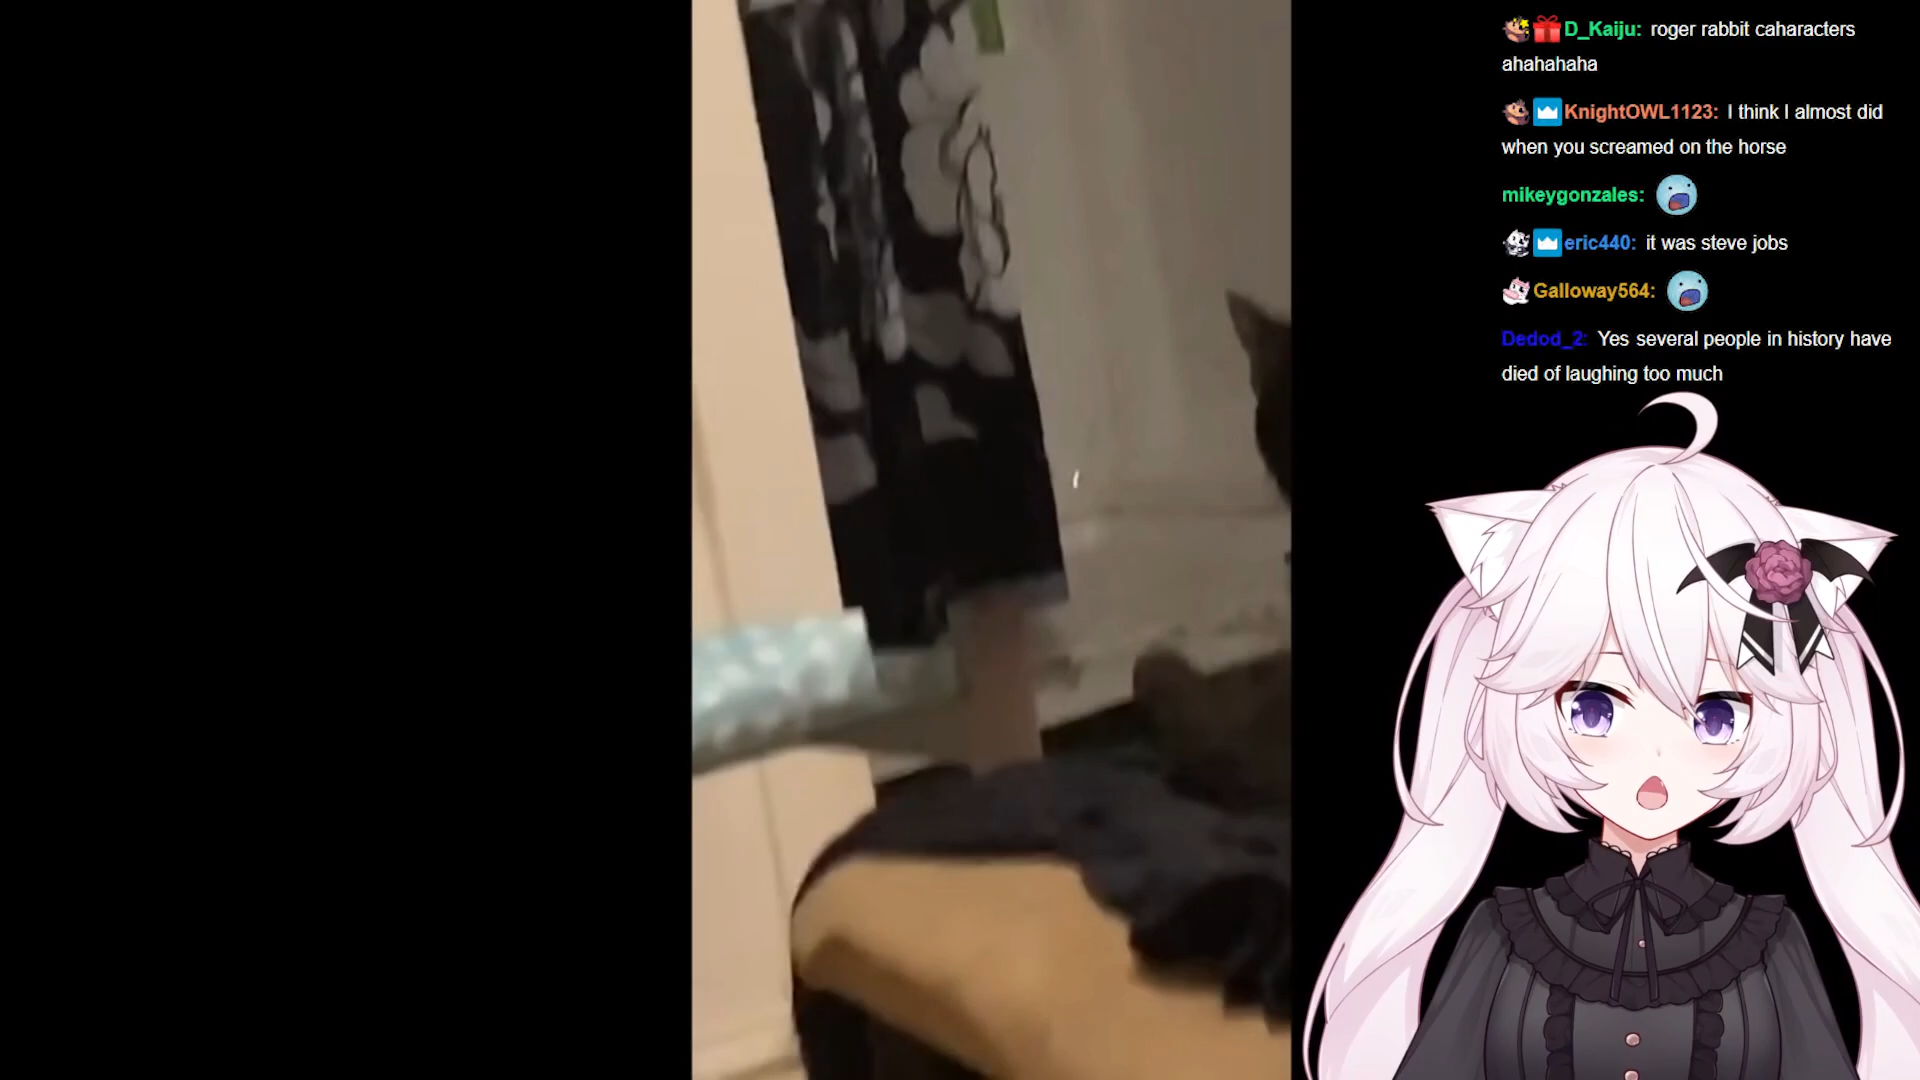 D_Kaiju: roger rabbit caharacters
ahahahaha
KnightOWL1123: I think I almost did
when you screamed on the horse
mikeygonzales:
eric440: it was steve jobs
Galloway564:
Dedod_2: Yes several people in history have
died of laughing too much